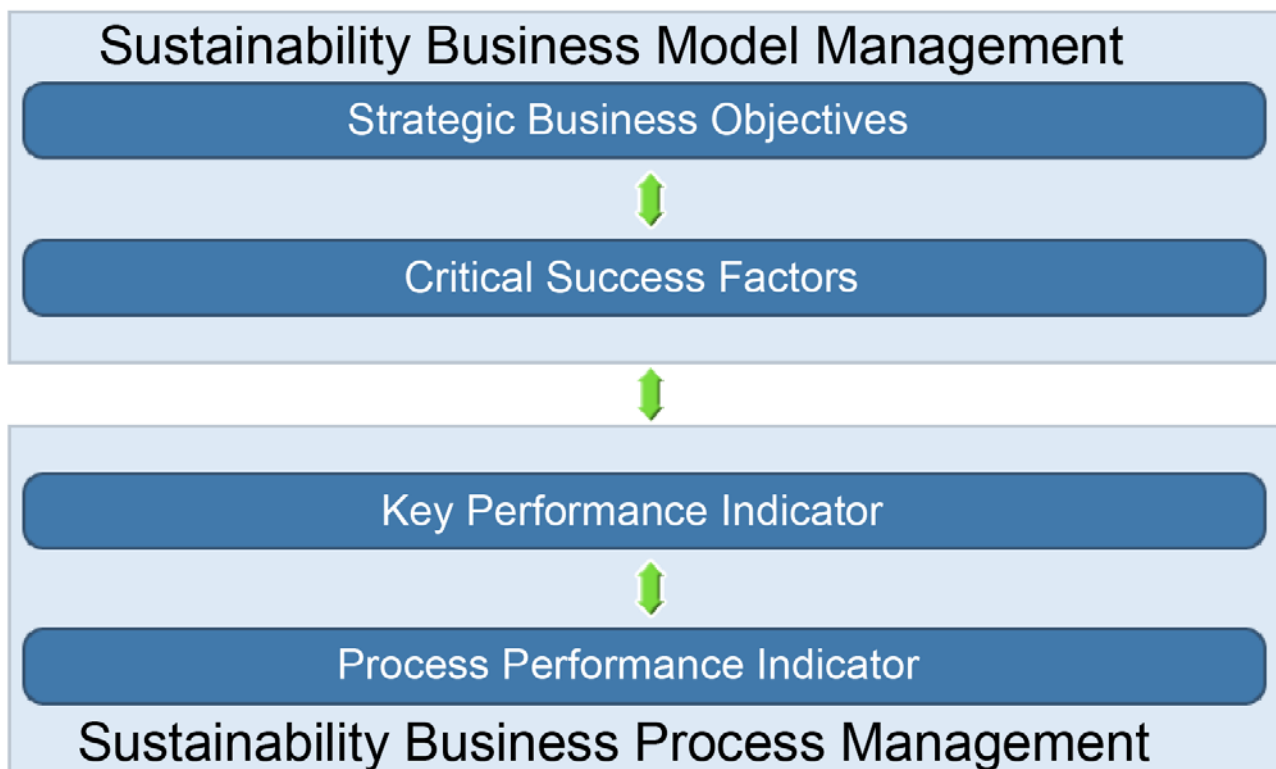 Sustainability Business Model Management
Strategic Business Objectives
Critical Success Factors
Key Performance Indicator
Process Performance Indicator
Sustainability Business Process Management